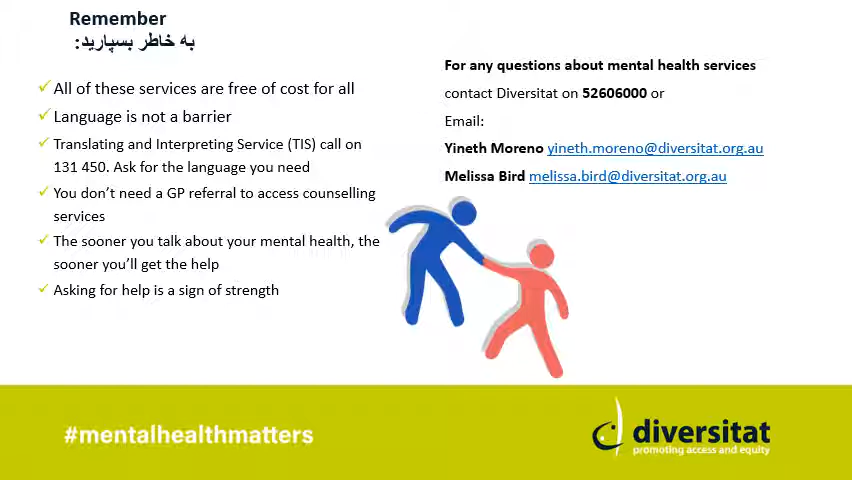 Remember
به خاطر بسپارید:
All of these services are free of cost for all
Language is not a barrier
Translating and Interpreting Service (TIS) call on
131 450. Ask for the language you need
You don’t need a GP referral to access counselling
services
The sooner you talk about your mental health, the
sooner you’ll get the help
Asking for help is a sign of strength
For any questions about mental health services
contact Diversitat on 52606000 or
Email:
Yineth Moreno yineth.moreno@diversitat.org.au
Melissa Bird melissa.bird@diversitat.org.au
#mentalhealthmatters
diversitat
promoting access and equity